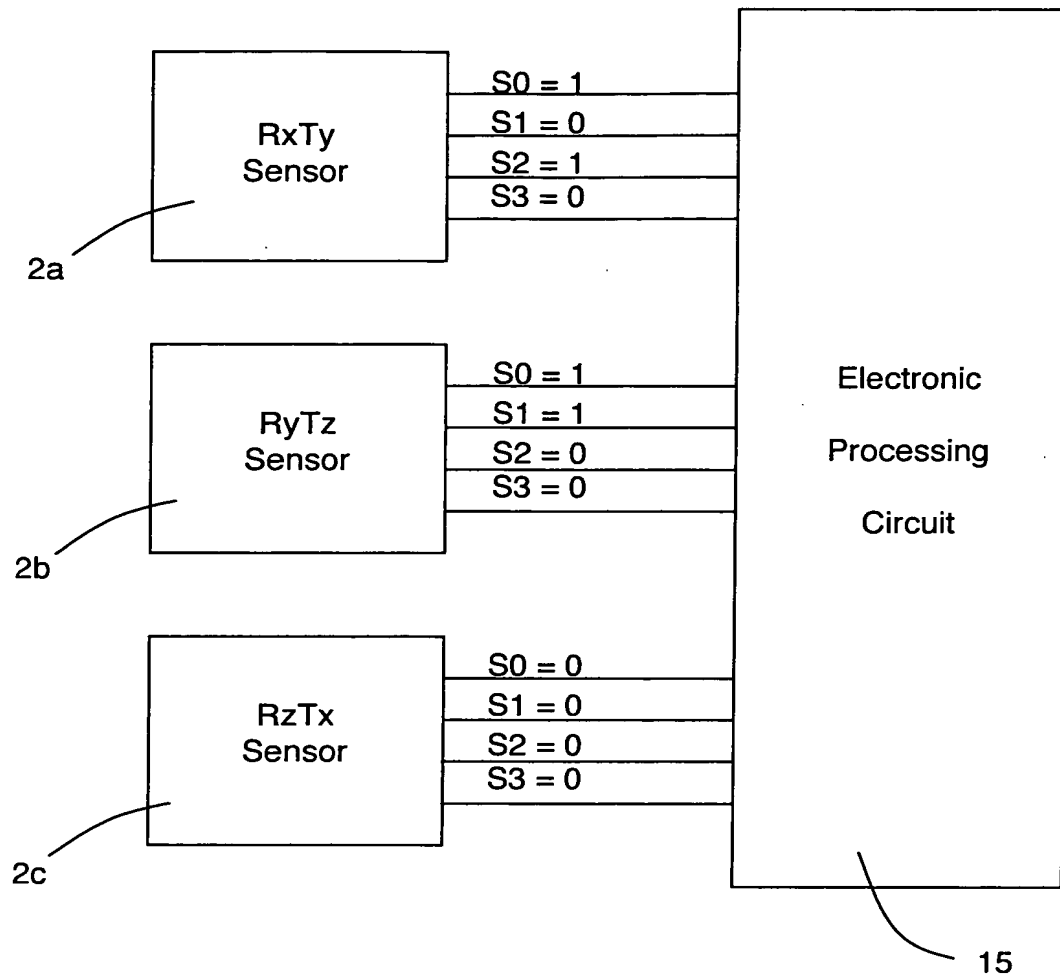 RxTy
Sensor
S0 = 1
S1 = 0
S2 = 1
S3 = 0
2a
RyTz
Sensor
S0 = 1
S1 = 1
S2 = 0
S3 = 0
2b
RzTx
Sensor
S0 = 0
S1 = 0
S2 = 0
S3 = 0
2c
Electronic
Processing
Circuit
15